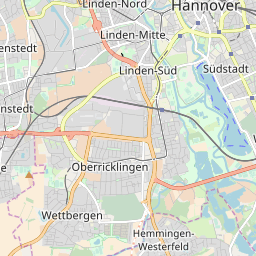 Linden-Nord
Hannover
Linden-Mitte
enstedt
Linden-Süd
Südstadt
nstedt
e
Oberricklingen
Wettbergen
Hemmingen-
Westerfeld